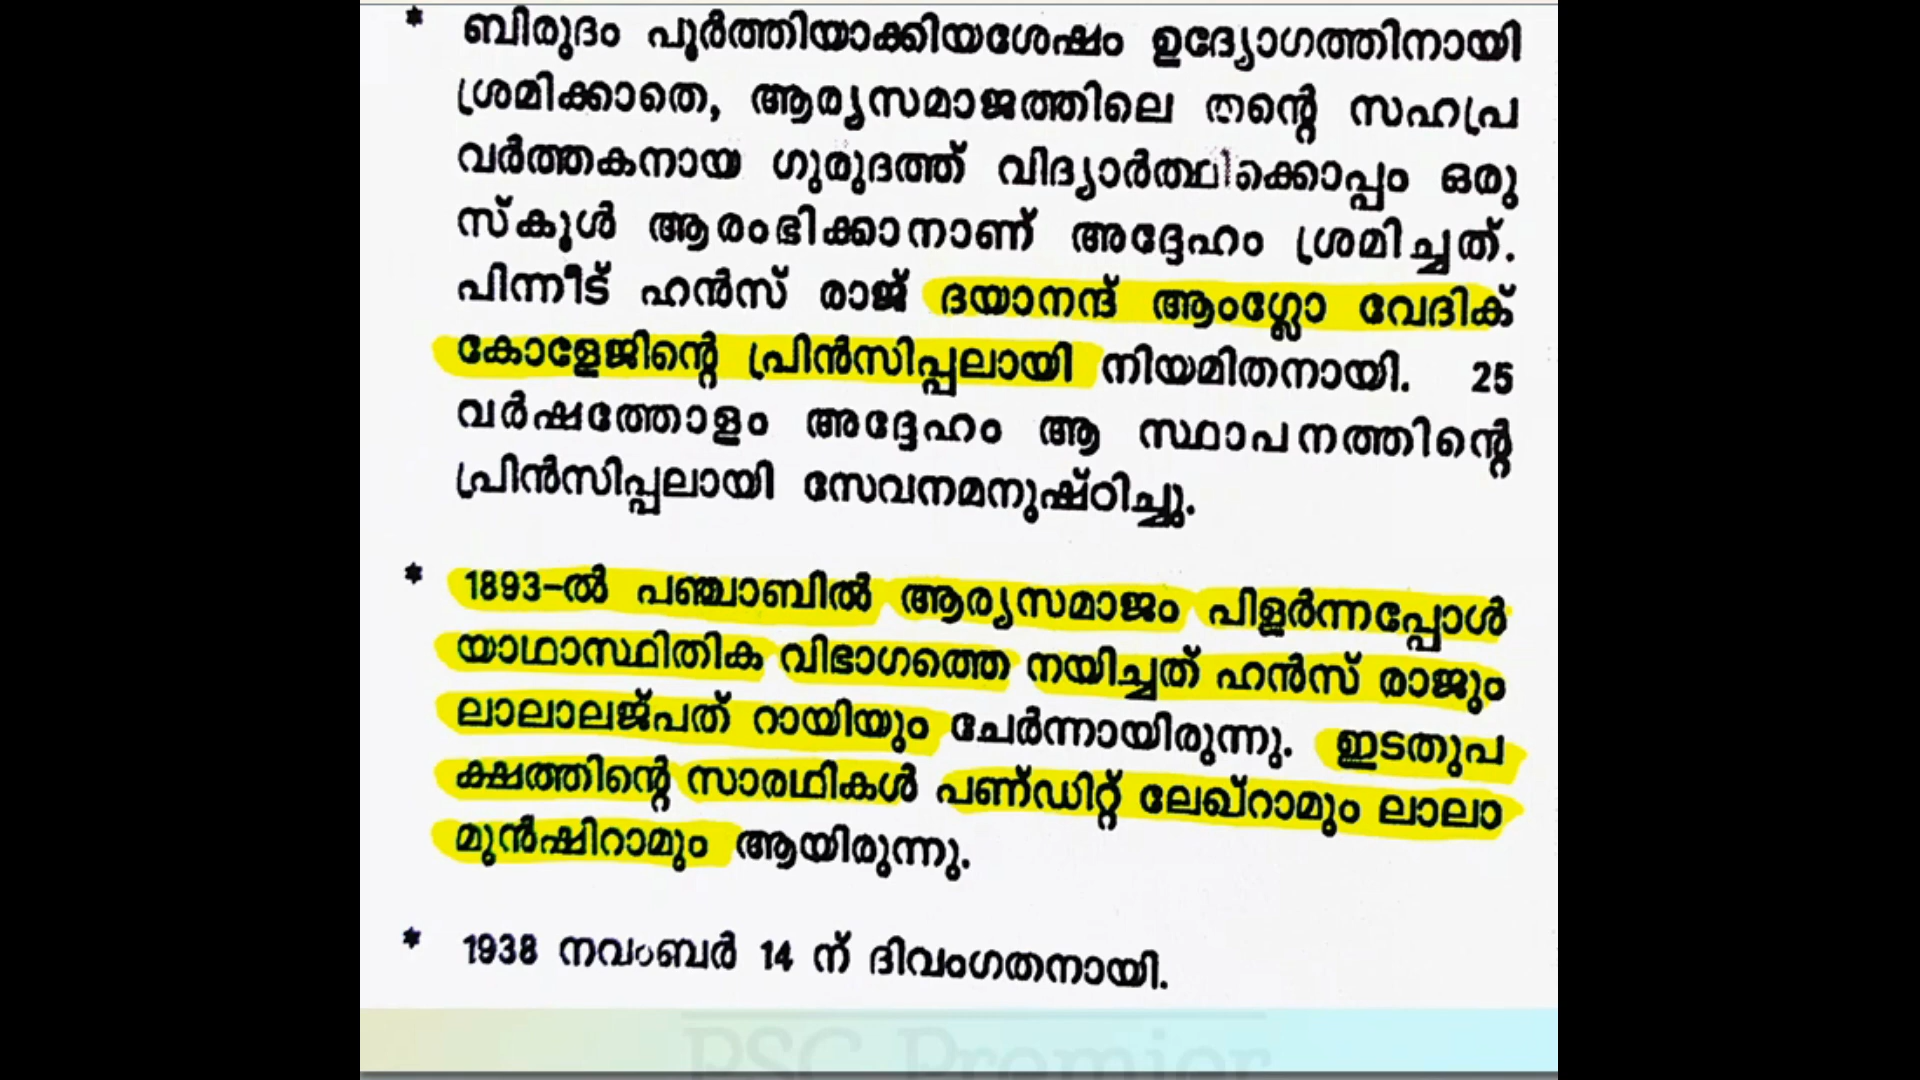 * ബിരുദം പൂർത്തിയാക്കിയശേഷം ഉദ്യോഗത്തിനായി
ശ്രമിക്കാതെ, ആര്യസമാജത്തിലെ തന്റെ സഹപ്ര
വർത്തകനായ ഗുരുദത്ത് വിദ്യാർത്ഥിക്കൊപ്പം ഒരു
സ്കൂൾ ആരംഭിക്കാനാണ് അദ്ദേഹം ശ്രമിച്ചത്.
പിന്നീട് ഹൻസ് രാജ് ദയാനന്ദ് ആംഗ്ലോ വേദിക്
കോളേജിന്റെ പ്രിൻസിപ്പലായി നിയമിതനായി. 25
വർഷത്തോളം അദ്ദേഹം ആ സ്ഥാപനത്തിന്റെ
പ്രിൻസിപ്പലായി സേവനമനുഷ്ഠിച്ചു.
* 1893-ൽ പഞ്ചാബിൽ ആര്യസമാജം പിളർന്നപ്പോൾ
യാഥാസ്ഥിതിക വിഭാഗത്തെ നയിച്ചത് ഹൻസ് രാജും
ലാലാലജ്പത് റായിയും ചേർന്നായിരുന്നു. ഇടതുപ
ക്ഷത്തിന്റെ സാരഥികൾ പണ്ഡിറ്റ് ലേഖ്റാമും ലാലാ
മുൻഷിറാമും ആയിരുന്നു.
* 1938 നവംബർ 14 ന് ദിവംഗതനായി.
PSC Premier